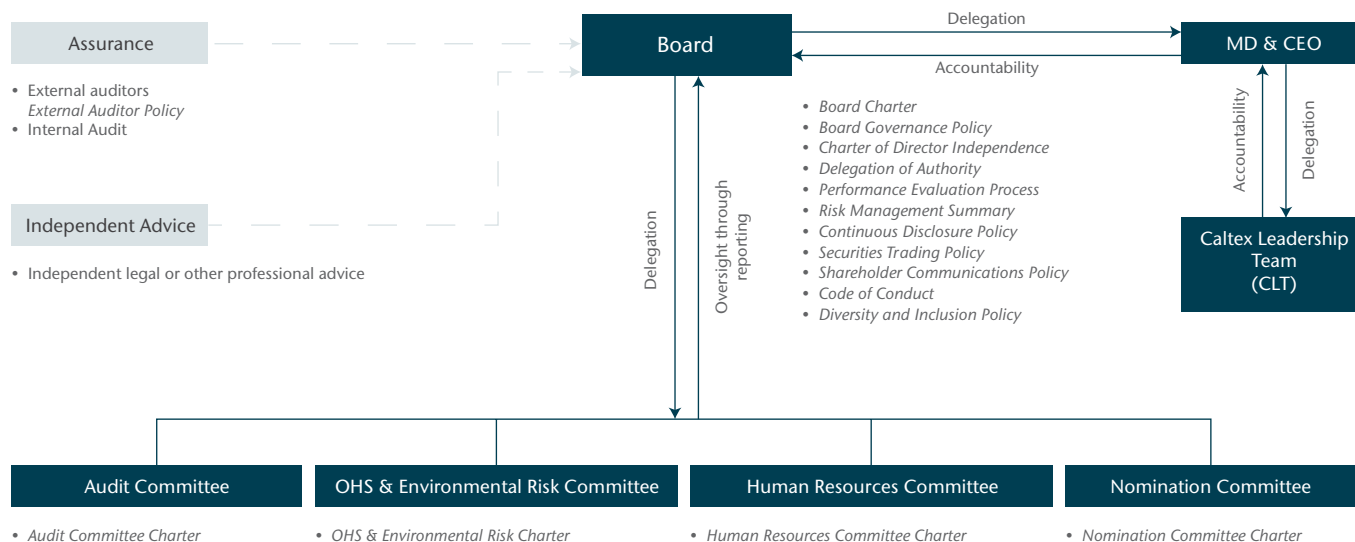 Assurance
• External auditors
External Auditor Policy
• Internal Audit
Independent Advice
• Independent legal or other professional advice
Board
Delegation
Accountability
MD & CEO
Accountability
Delegation
Caltex Leadership
Team
(CLT)
• Board Charter
• Board Governance Policy
• Charter of Director Independence
• Delegation of Authority
• Performance Evaluation Process
• Risk Management Summary
• Continuous Disclosure Policy
• Securities Trading Policy
• Shareholder Communications Policy
• Code of Conduct
• Diversity and Inclusion Policy
Delegation
Oversight through
reporting
Audit Committee
• Audit Committee Charter
OHS & Environmental Risk Committee
• OHS & Environmental Risk Charter
Human Resources Committee
• Human Resources Committee Charter
Nomination Committee
• Nomination Committee Charter